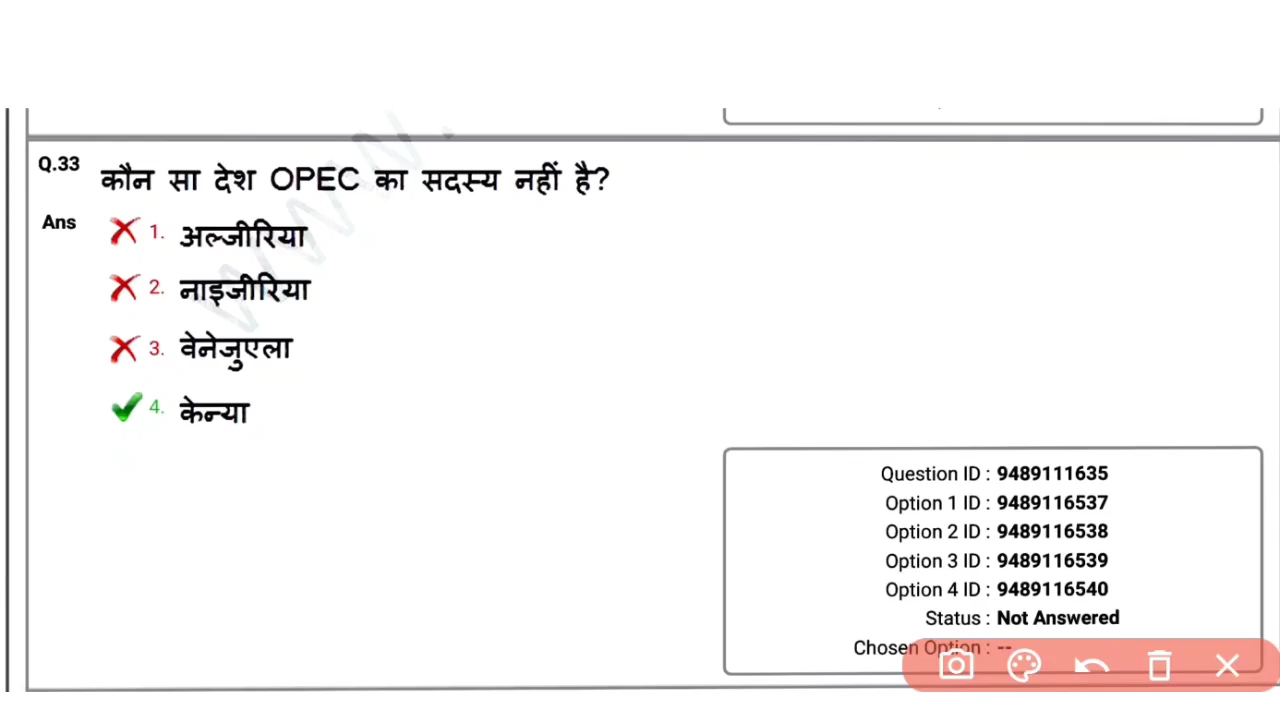 www.
Q.33 कौन सा देश OPEC का सदस्य नहीं है?
Ans 1. अल्जीरिया
2. नाइजीरिया
3. वेनेजुएला
4. केन्या
Question ID : 9489111635
Option 1 ID : 9489116537
Option 2 ID : 9489116538
Option 3 ID : 9489116539
Option 4 ID : 9489116540
Status : Not Answered
Chosen Option : --